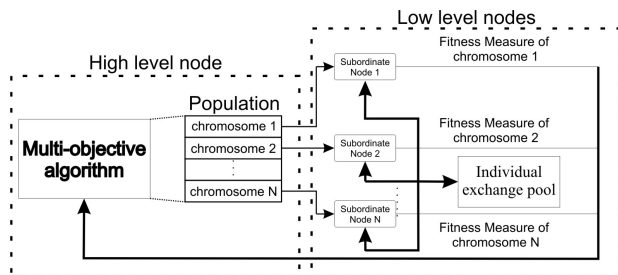 High level node
Low level nodes
Multi-objective
algorithm
Population
chromosome 1
chromosome 2
chromosome N
Subordinate
Node 1
Subordinate
Node 2
Subordinate
Node N
Fitness Measure of
chromosome 1
Fitness Measure of
chromosome 2
Individual
exchange pool
Fitness Measure of
chromosome N